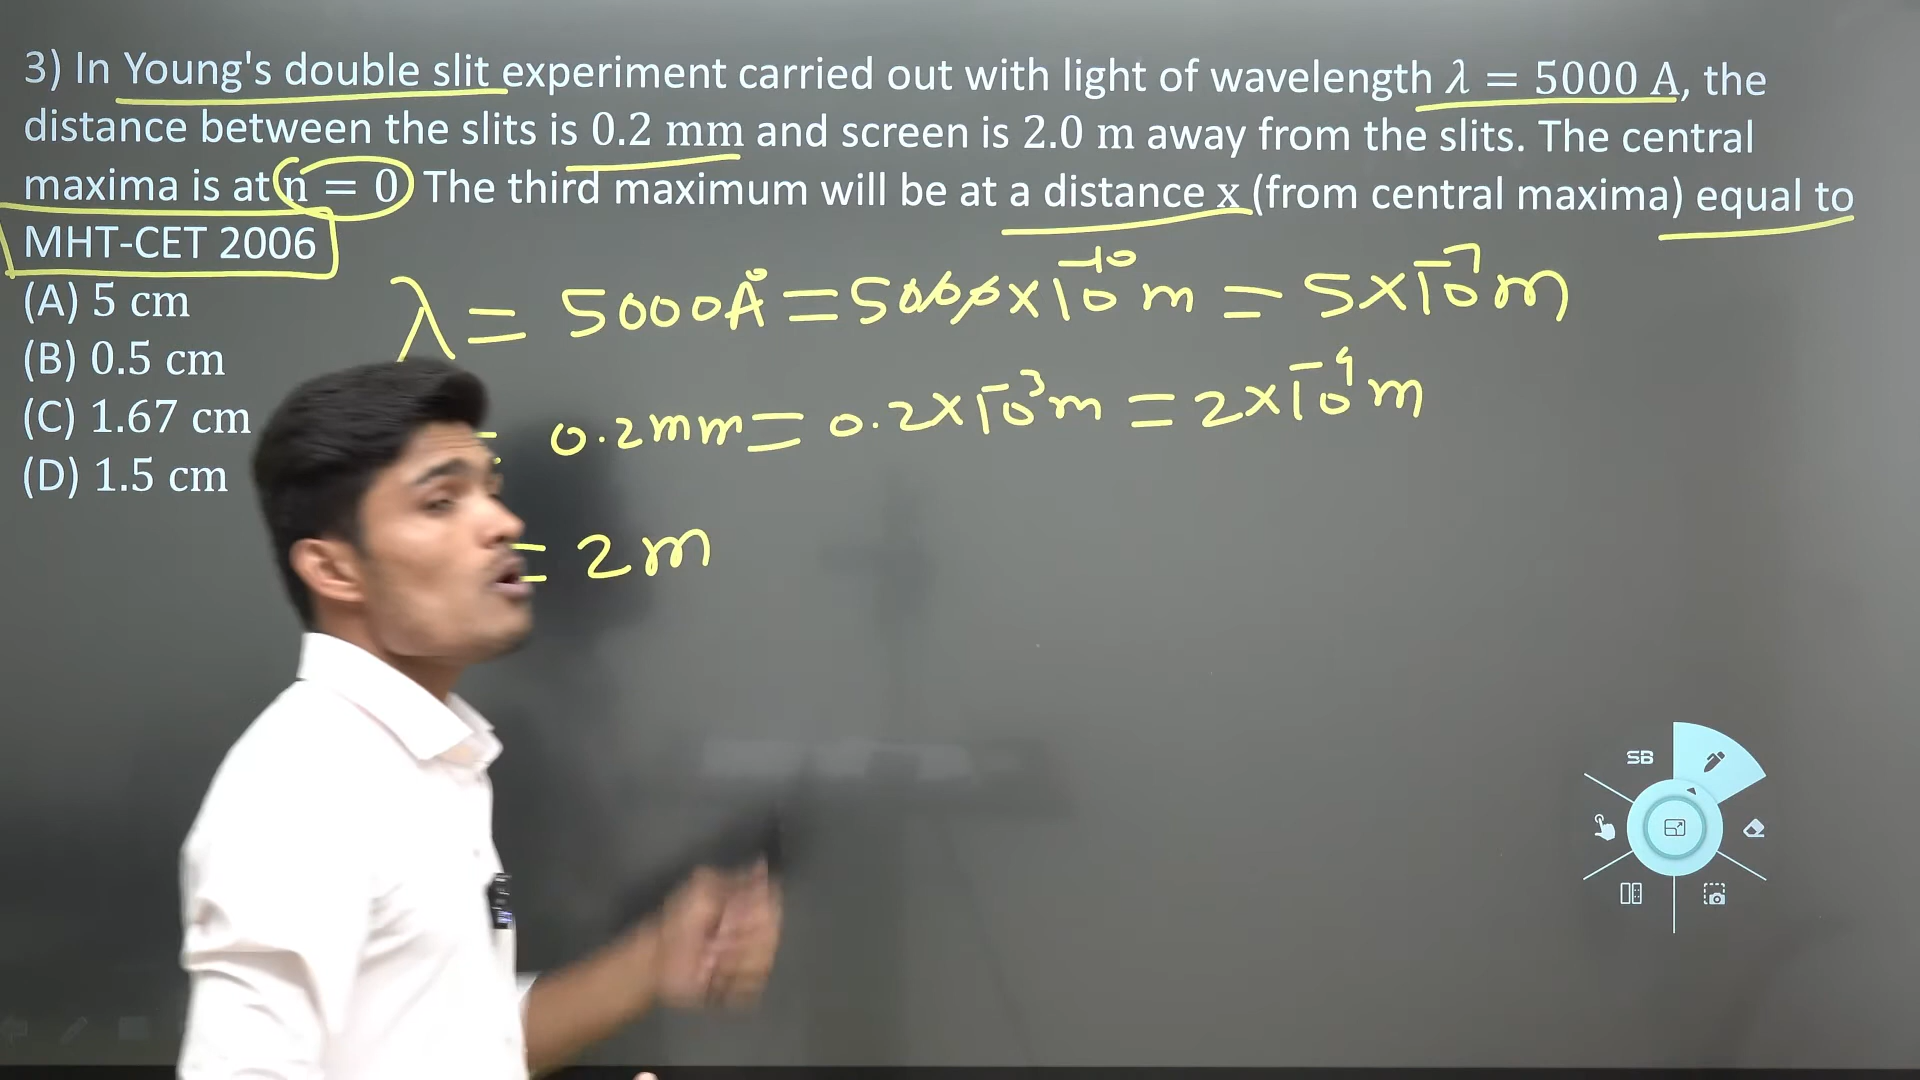 3) In Young's double slit experiment carried out with light of wavelength λ = 5000 A, the
distance between the slits is 0.2 mm and screen is 2.0 m away from the slits. The central
maxima is at n = 0 The third maximum will be at a distance x (from central maxima) equal to
MHT-CET 2006
(A) 5 cm
(B) 0.5 cm
(C) 1.67 cm
(D) 1.5 cm
λ = 5000Å = 5000×10⁻¹⁰ m = 5×10⁻⁷ m
= 0.2mm = 0.2×10⁻³ m = 2×10⁻⁴ m
= 2m
SB